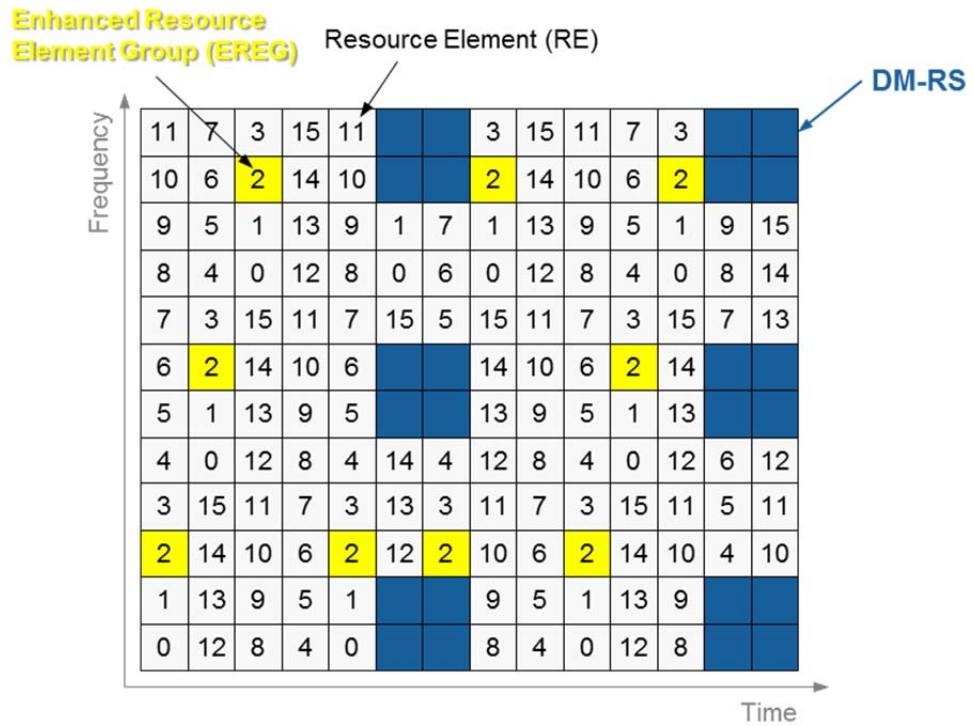 Enhanced Resource
Element Group (EREG)
Resource Element (RE)
DM-RS
Frequency
11 7 3 15 11 3 15 11 7 3
10 6 2 14 10 2 14 10 6 2
9 5 1 13 9 1 7 1 13 9 5 1 9 15
8 4 0 12 8 0 6 0 12 8 4 0 8 14
7 3 15 11 7 15 5 15 11 7 3 15 7 13
6 2 14 10 6 14 10 6 2 14
5 1 13 9 5 13 9 5 1 13
4 0 12 8 4 14 4 12 8 4 0 12 6 12
3 15 11 7 3 13 3 11 7 3 15 11 5 11
2 14 10 6 2 12 2 10 6 2 14 10 4 10
1 13 9 5 1 9 5 1 13 9
0 12 8 4 0 8 4 0 12 8
Time